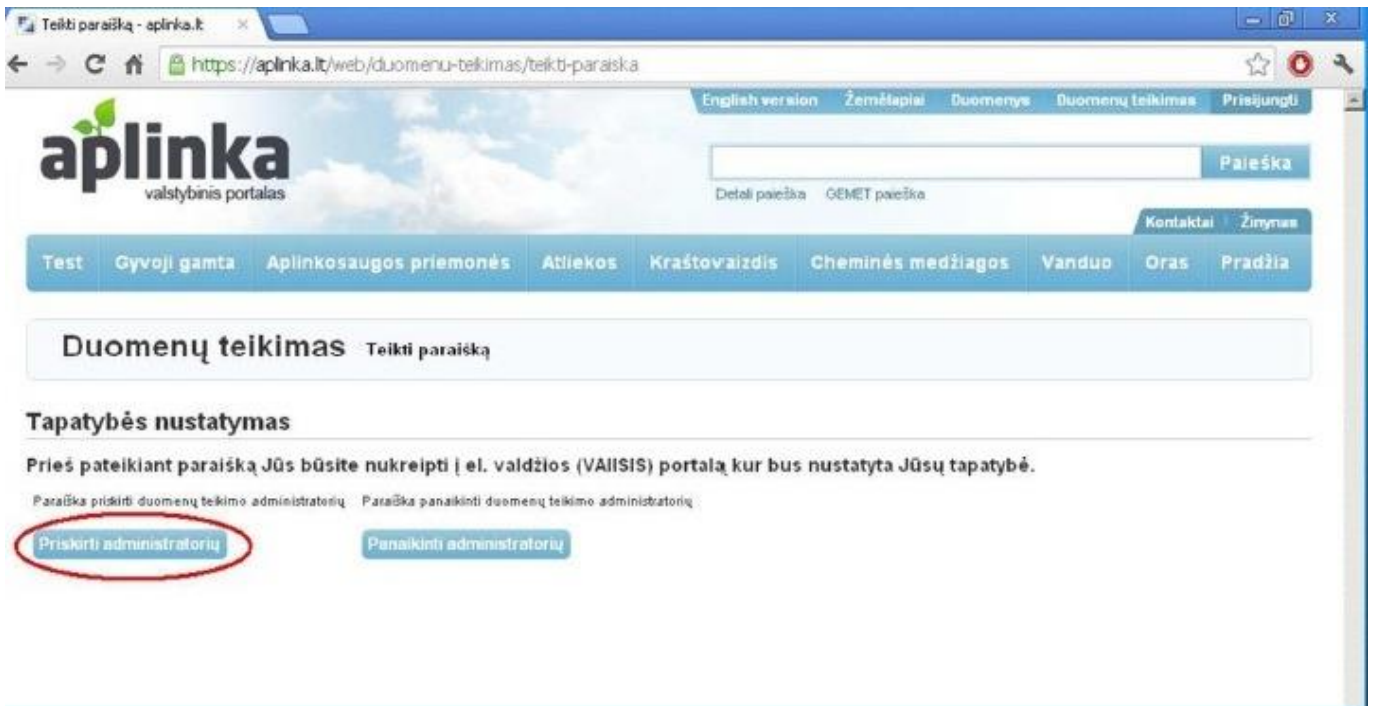 Teikti paraišką - aplinka.lt
https://aplinka.lt/web/duomenu-teikimas/teikti-paraiska
English version Žemėlapiai Duomenys Duomenų teikimas Prisijungti
aplinka
valstybinis portalas
Paieška
Detali paieška GEMET paieška
Kontaktai Žinynas
Test Gyvoji gamta Aplinkosaugos priemonės Atliekos Kraštovaizdis Cheminės medžiagos Vanduo Oras Pradžia
Duomenų teikimas Teikti paraišką
Tapatybės nustatymas
Prieš pateikiant paraišką Jūs būsite nukreipti į el. valdžios (VAIISIS) portalą kur bus nustatyta Jūsų tapatybė.
Paraiška priskirti duomenų teikimo administratorių Paraiška panaikinti duomenų teikimo administratorių
Priskirti administratorių Panaikinti administratorių